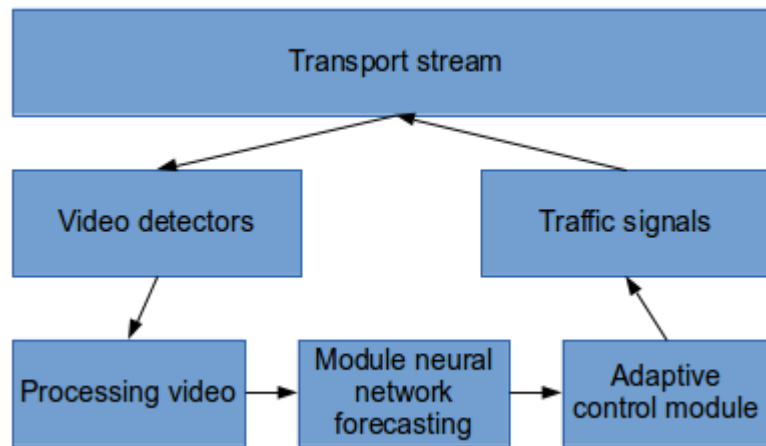 Transport stream
Video detectors
Traffic signals
Processing video
Module neural
network
forecasting
Adaptive
control module